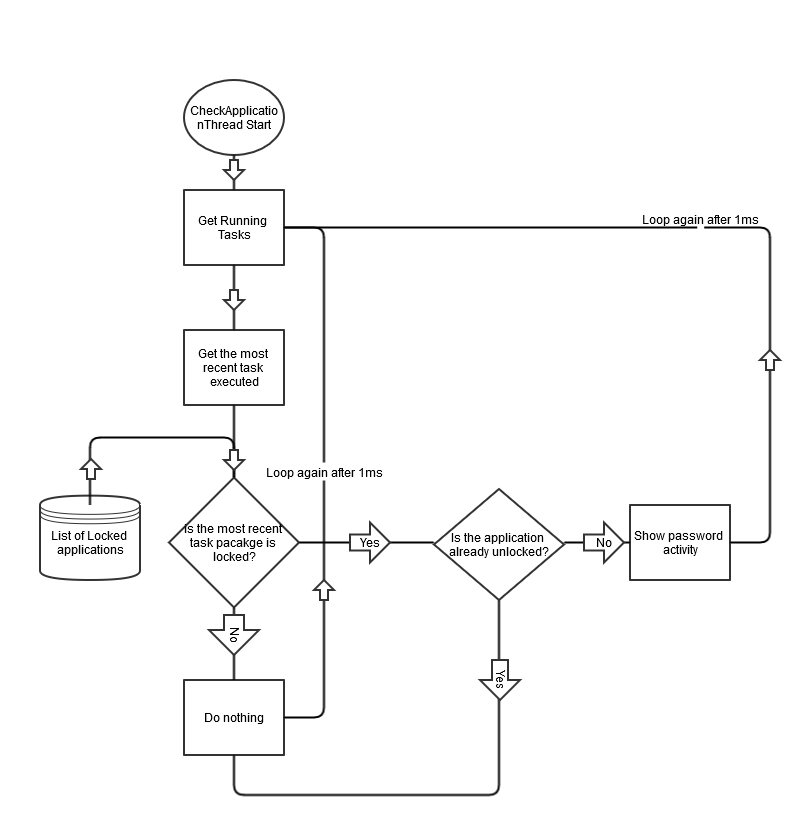 CheckApplicatio
nThread Start
Get Running
Tasks
Loop again after 1ms
Get the most
recent task
executed
Loop again after 1ms
List of Locked
applications
Is the most recent
task pacakge is
locked?
Yes
Is the application
already unlocked?
No
Show password
activity
No
Yes
Do nothing